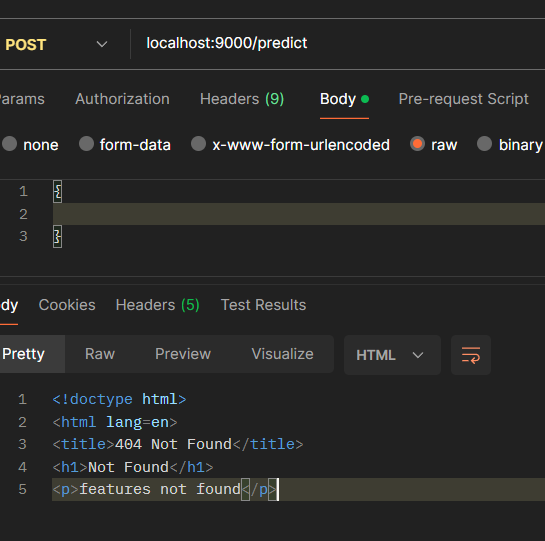 POST localhost:9000/predict
arams Authorization Headers (9) Body Pre-request Script
none form-data x-www-form-urlencoded raw binary
1 {
2
3 }
dy Cookies Headers (5) Test Results
Pretty Raw Preview Visualize HTML
1 <!doctype html>
2 <html lang=en>
3 <title>404 Not Found</title>
4 <h1>Not Found</h1>
5 <p>features not found</p>